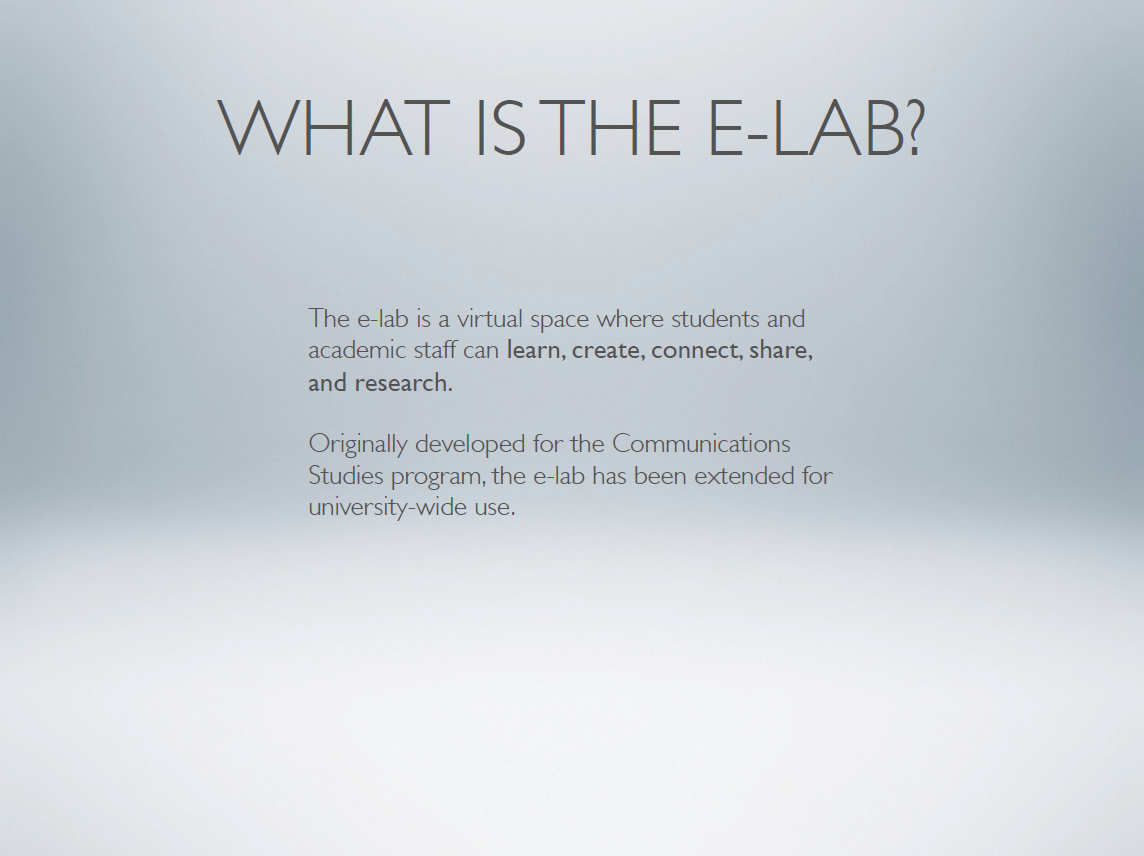 WHAT IS THE E-LAB?
The e-lab is a virtual space where students and
academic staff can learn, create, connect, share,
and research.
Originally developed for the Communications
Studies program, the e-lab has been extended for
university-wide use.